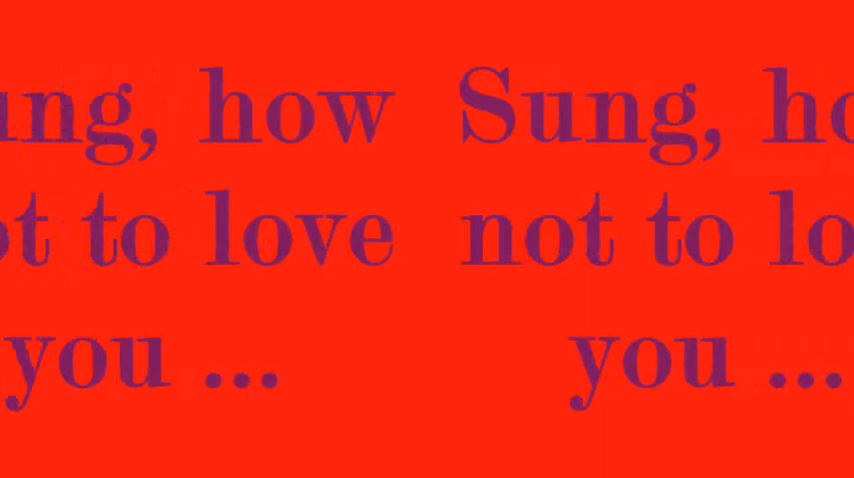 ung, how
ot to love
you ...
Sung, ho
not to lo
you ...